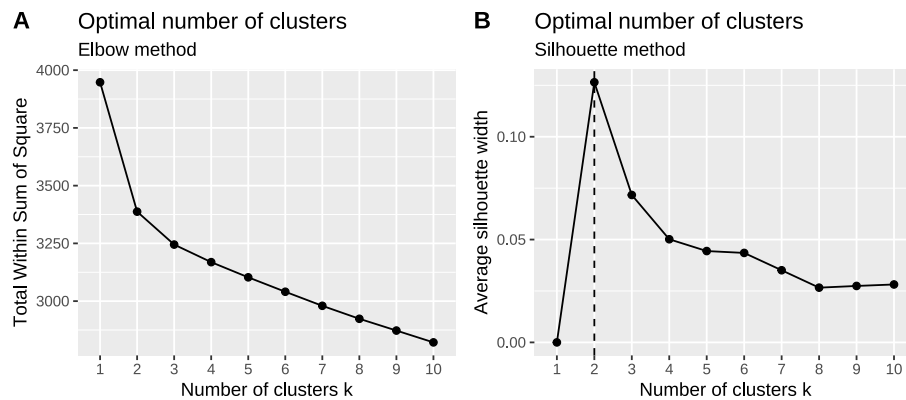 A
Optimal number of clusters
Elbow method
Total Within Sum of Square
4000
3750
3500
3250
3000
1 2 3 4 5 6 7 8 9 10
Number of clusters k
B
Optimal number of clusters
Silhouette method
Average silhouette width
0.10
0.05
0.00
1 2 3 4 5 6 7 8 9 10
Number of clusters k